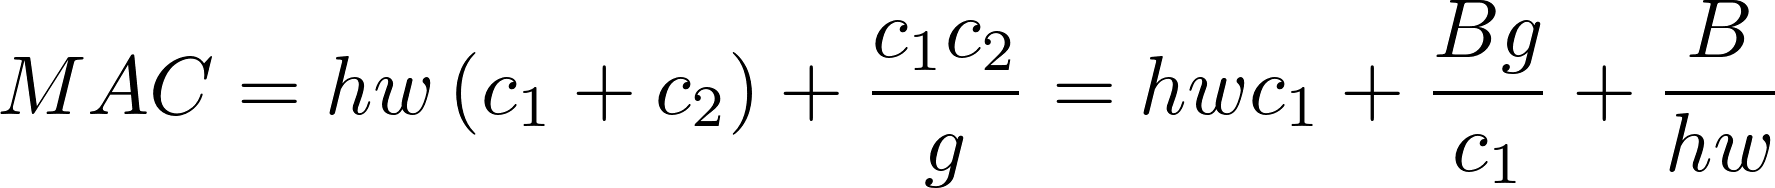 $MAC = hw(c_1 + c_2) + \frac{c_1 c_2}{g} = hwc_1 + \frac{Bg}{c_1} + \frac{B}{hw}$